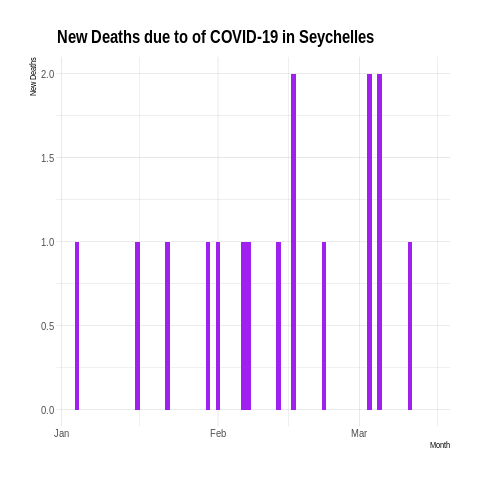 New Deaths due to of COVID-19 in Seychelles
New Deaths
2.0
1.5
1.0
0.5
0.0
Jan Feb Mar
Month